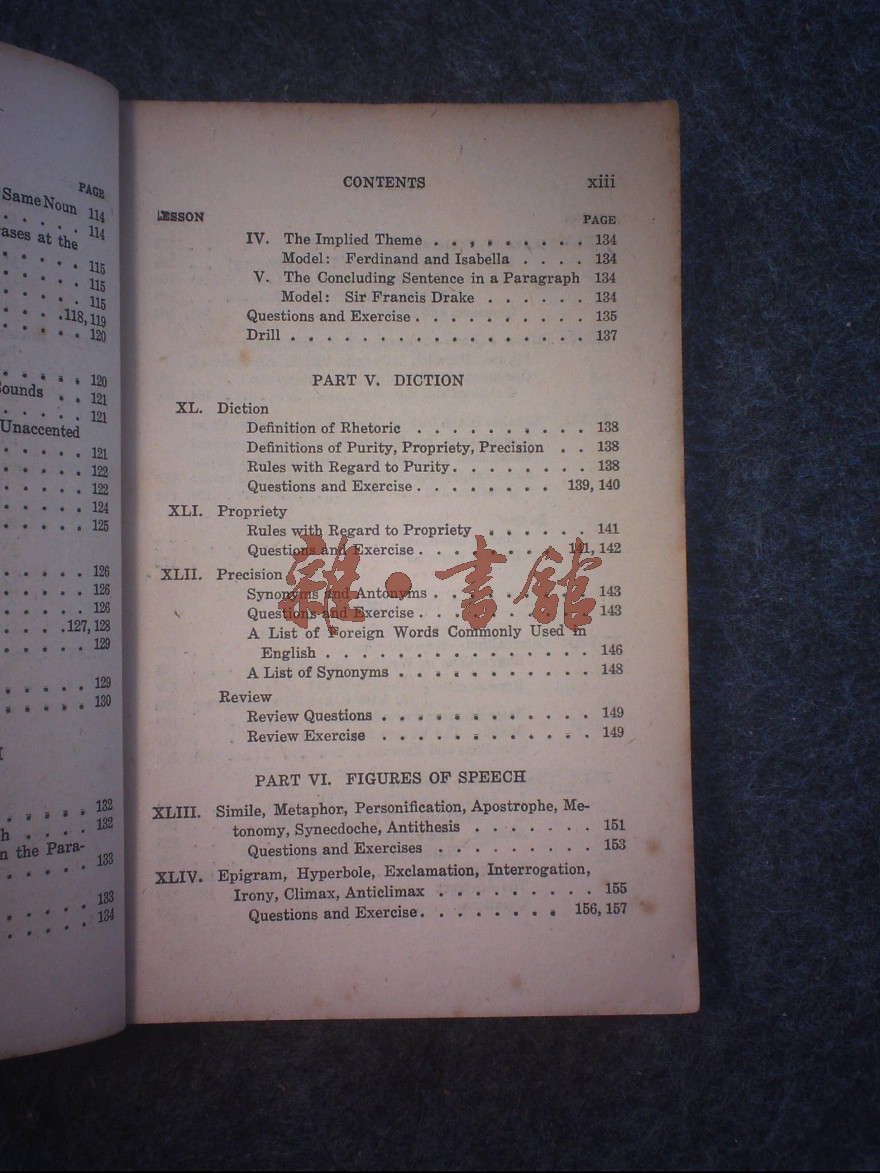 PAGE
Same Noun 114
114
ases at the
115
115
115
118, 119
120
120
ounds . . 121
121
Unaccented
121
122
122
124
125
126
126
126
127, 128
129
129
130
132
h . . . . 132
n the Para-
133
133
134
CONTENTS xiii
LESSON PAGE
IV. The Implied Theme . . . . . . . . . 134
Model: Ferdinand and Isabella . . . . 134
V. The Concluding Sentence in a Paragraph 134
Model: Sir Francis Drake . . . . . . 134
Questions and Exercise . . . . . . . . . . 135
Drill . . . . . . . . . . . . . . . . . 137
PART V. DICTION
XL. Diction
Definition of Rhetoric . . . . . . . . . . 138
Definitions of Purity, Propriety, Precision . . 138
Rules with Regard to Purity . . . . . . . . 138
Questions and Exercise . . . . . . . . 139, 140
XLI. Propriety
Rules with Regard to Propriety . . . . . . 141
Questions and Exercise . . . . . . . . 141, 142
XLII. Precision
Synonyms and Antonyms . . . . . . . . . 143
Questions and Exercise . . . . . . . . . . 143
A List of Foreign Words Commonly Used in
English . . . . . . . . . . . . . . . 146
A List of Synonyms . . . . . . . . . . . 148
Review
Review Questions . . . . . . . . . . . . 149
Review Exercise . . . . . . . . . . . . 149
PART VI. FIGURES OF SPEECH
XLIII. Simile, Metaphor, Personification, Apostrophe, Me-
tonomy, Synecdoche, Antithesis . . . . . . . 151
Questions and Exercises . . . . . . . . . 153
XLIV. Epigram, Hyperbole, Exclamation, Interrogation,
Irony, Climax, Anticlimax . . . . . . . . . 155
Questions and Exercise . . . . . . . . 156, 157
雜·書館